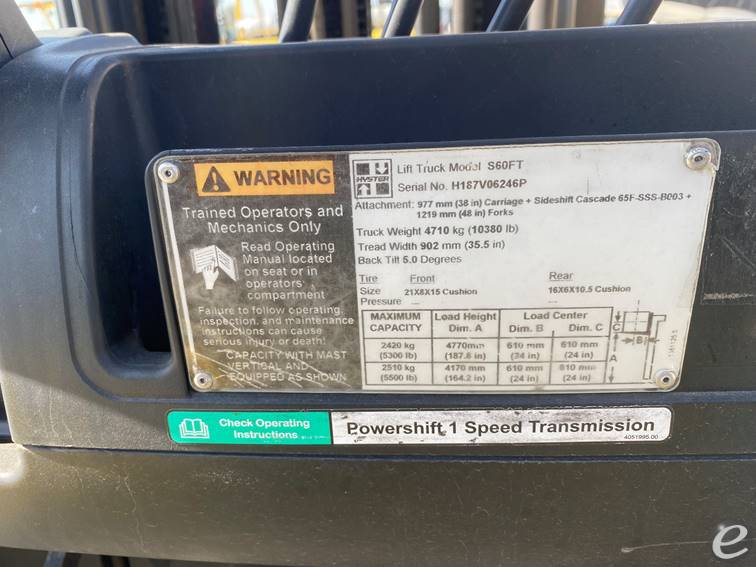 WARNING
Trained Operators and
Mechanics Only
Read Operating
Manual located
on seat or in
operators
compartment
Failure to follow operating,
inspection, and maintenance
instructions can cause
serious injury or death!
CAPACITY WITH MAST
VERTICAL AND
EQUIPPED AS SHOWN
HYSTER
Lift Truck Model S60FT
Serial No. H187V06246P
Attachment: 977 mm (38 in) Carriage + Sideshift Cascade 65F-SSS-B003 +
1219 mm (48 in) Forks
Truck Weight 4710 kg (10380 lb)
Tread Width 902 mm (35.5 in)
Back Tilt 5.0 Degrees
Tire Front Rear
Size 21X8X15 Cushion 16X6X10.5 Cushion
Pressure
MAXIMUM Load Height Load Center
CAPACITY Dim. A Dim. B Dim. C
2420 kg 4770mm 610 mm 610 mm
(5300 lb) (187.8 in) (24 in) (24 in)
2510 kg 4170 mm 610 mm 610 mm
(5500 lb) (164.2 in) (24 in) (24 in)
C
B
A
Check Operating
Instructions
Powershift 1 Speed Transmission
4051995.00
e